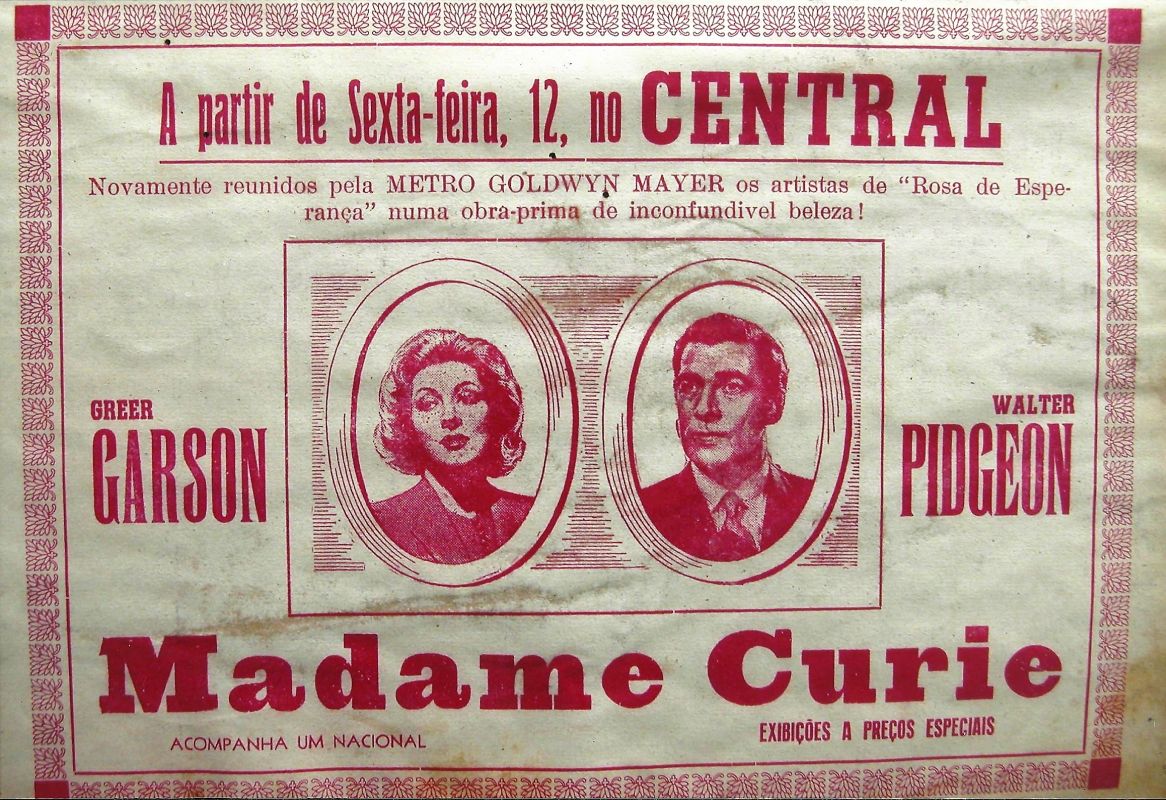 A partir de Sexta-feira, 12, no CENTRAL
Novamente reunidos pela METRO GOLDWYN MAYER os artistas de “Rosa de Espe-
rança” numa obra-prima de inconfundivel beleza!
GREER
GARSON
WALTER
PIDGEON
Madame Curie
ACOMPANHA UM NACIONAL
EXIBIÇÕES A PREÇOS ESPECIAIS